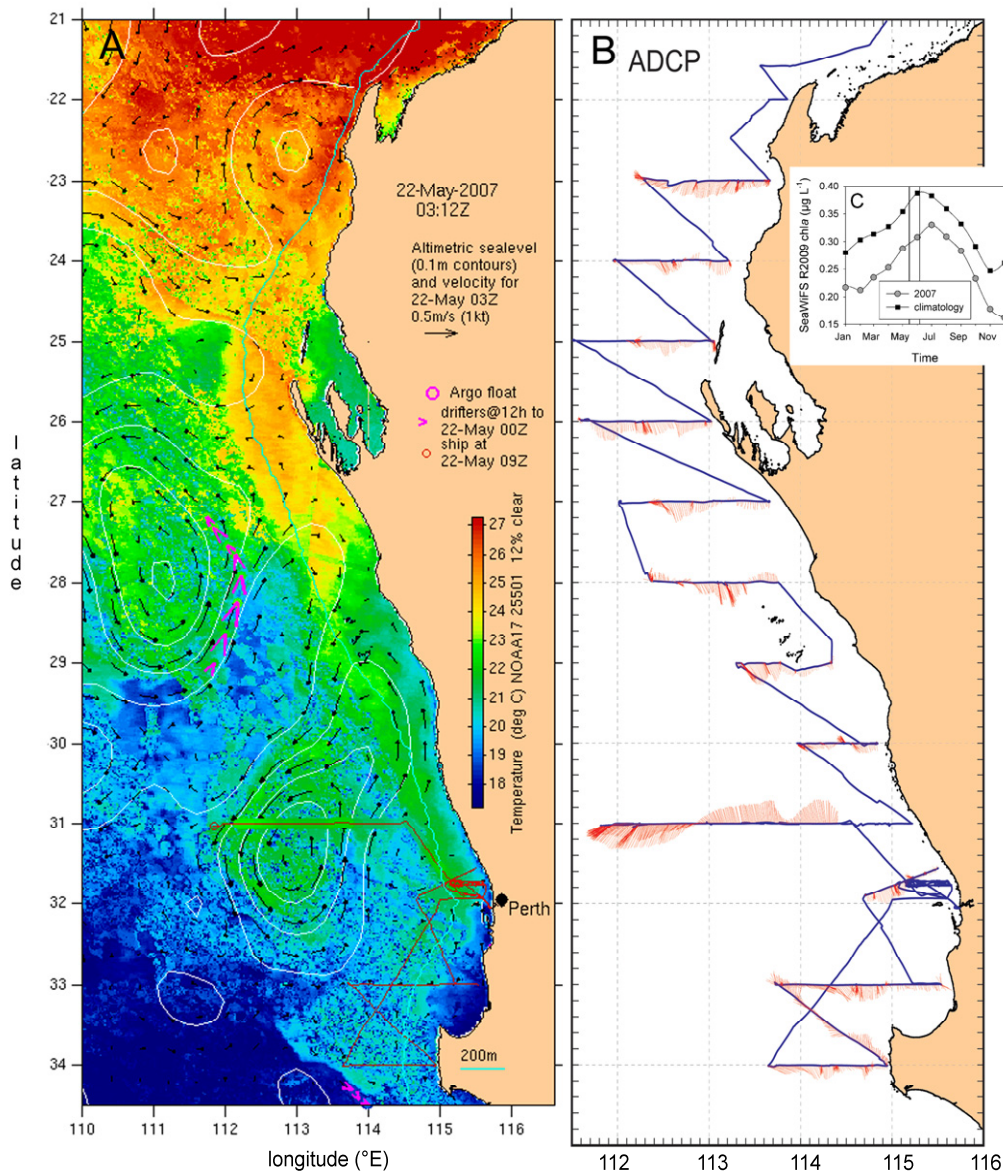 A
21
22
23
24
25
26
27
28
29
30
31
32
33
34
latitude
22-May-2007
03:12Z
Altimetric sealevel
(0.1m contours)
and velocity for
22-May 03Z
0.5m/s (1kt)
Argo float
drifters@12h to
22-May 00Z
ship at
22-May 09Z
27
26
25
24
23
22
21
20
19
18
Temperature (deg C) NOAA17 25501 12% clear
Perth
200m
110 111 112 113 114 115 116
longitude (°E)
B ADCP
C
SeaWiFS R2009 chla (µg L-1)
0.40
0.35
0.30
0.25
0.20
0.15
2007
climatology
Jan Mar May Jul Sep Nov
Time
112 113 114 115 116